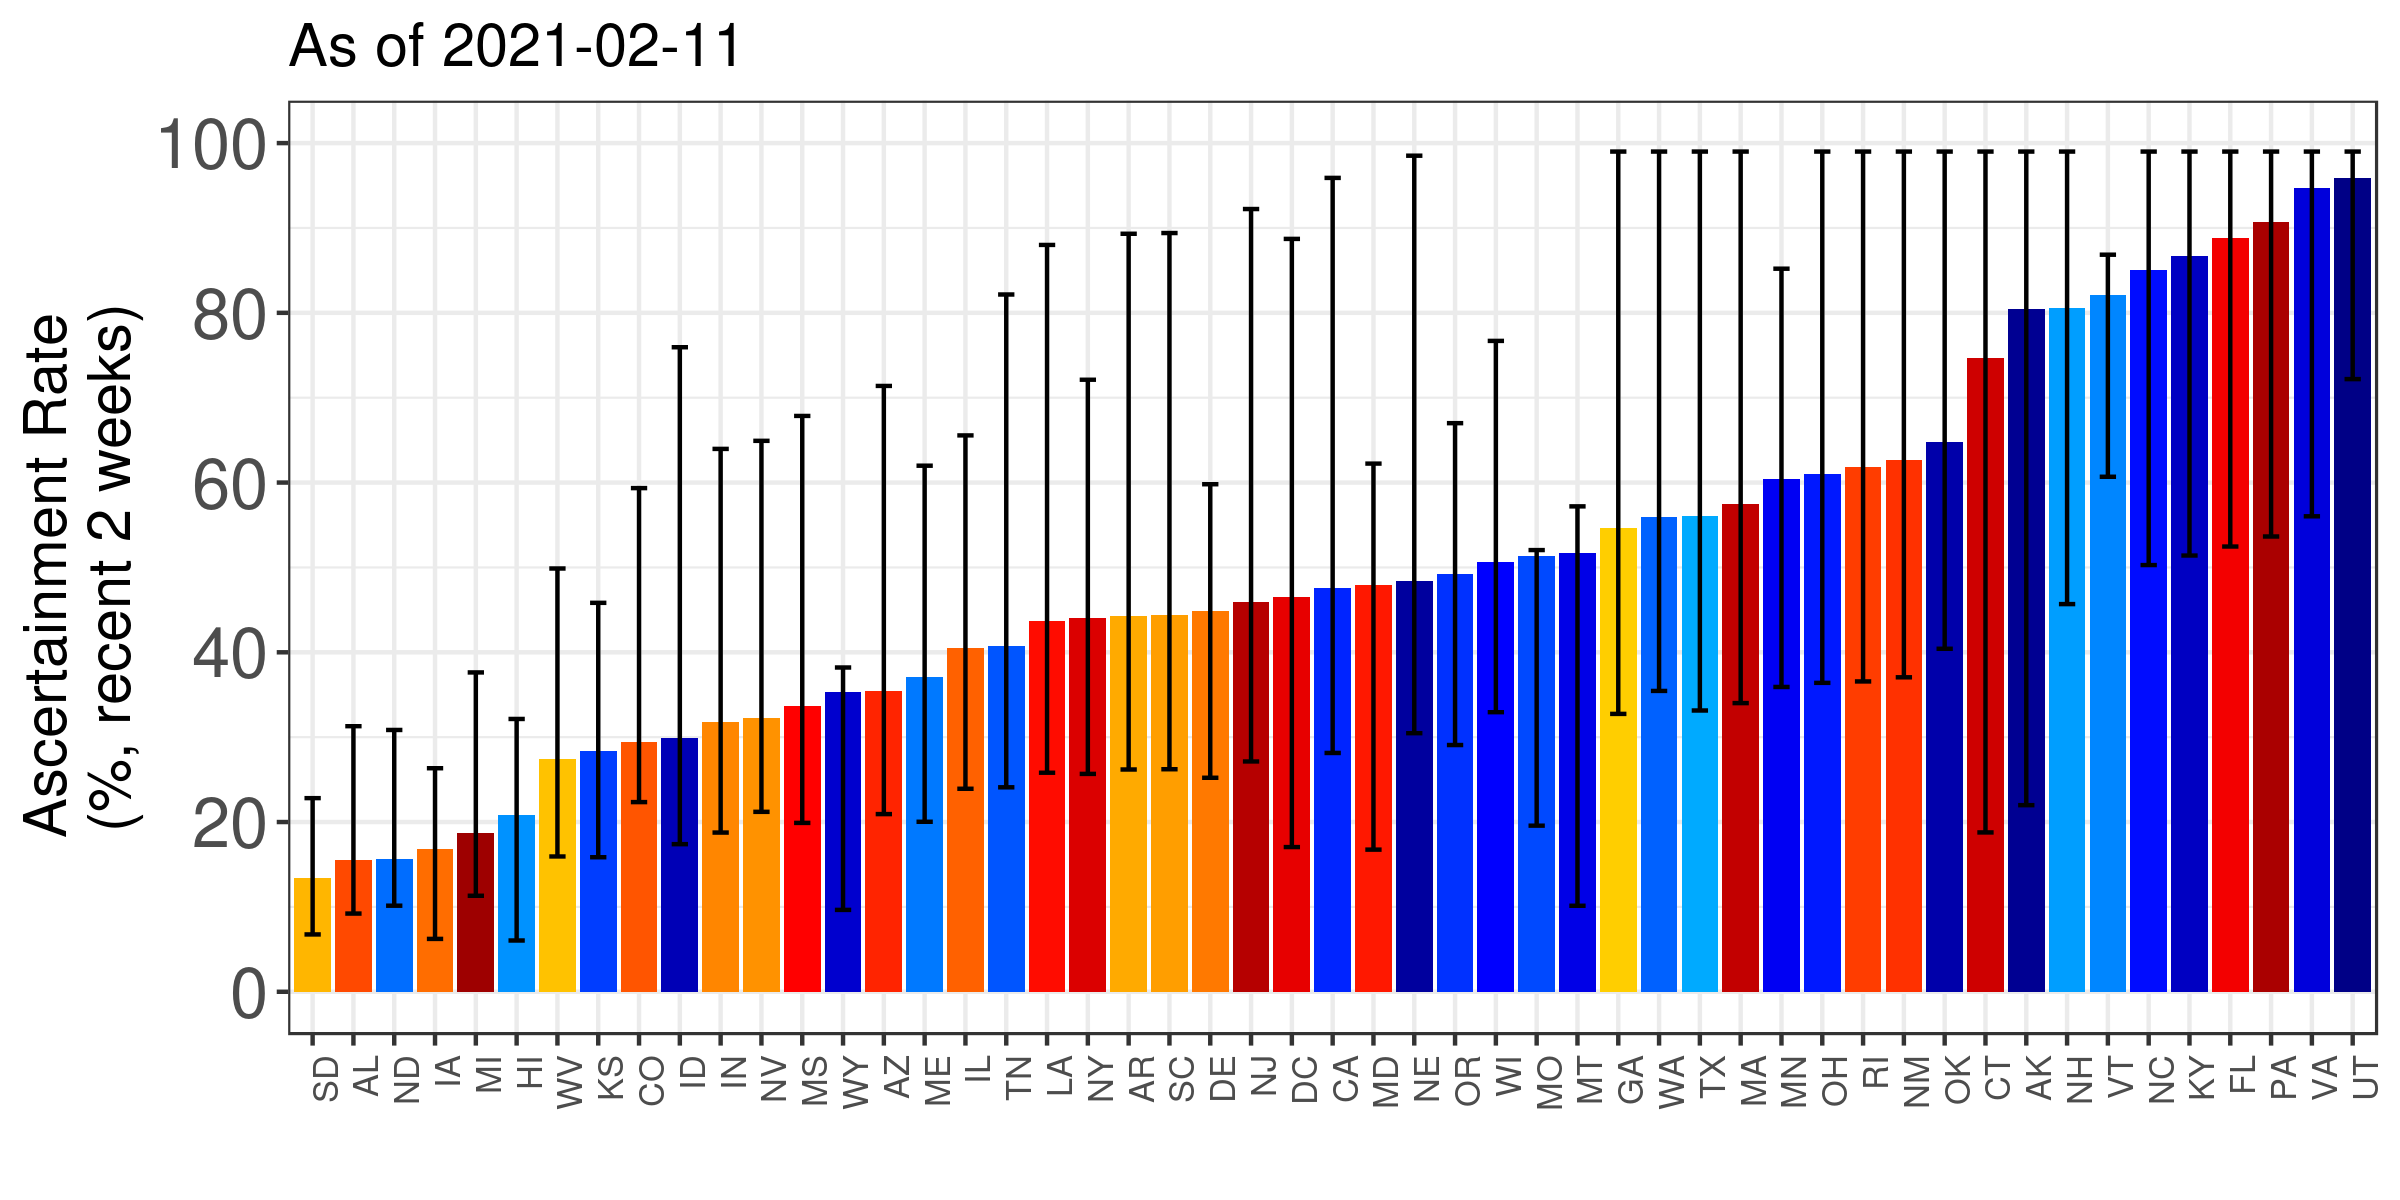 As of 2021-02-11
Ascertainment Rate
(%, recent 2 weeks)
100
80
60
40
20
0
SD AL ND IA MI HI WV KS CO ID IN NV MS WY AZ ME IL TN LA NY AR SC DE NJ DC CA MD NE OR WI MO MT GA WA TX MA MN OH RI NM OK CT AK NH VT NC KY FL PA VA UT